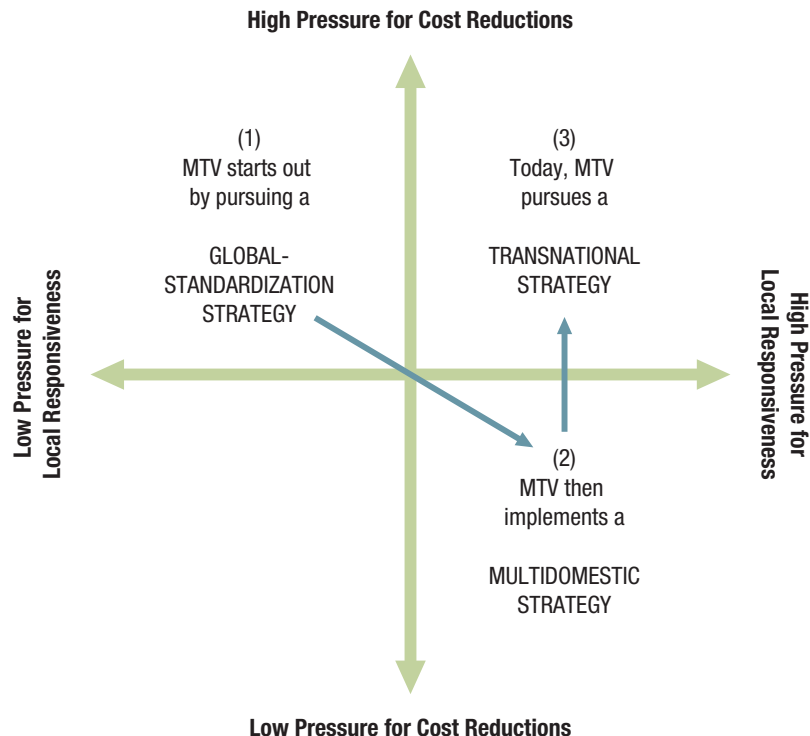 High Pressure for Cost Reductions
(1)
MTV starts out
by pursuing a
GLOBAL-
STANDARDIZATION
STRATEGY
(3)
Today, MTV
pursues a
TRANSNATIONAL
STRATEGY
Low Pressure for
Local Responsiveness
High Pressure for
Local Responsiveness
(2)
MTV then
implements a
MULTIDOMESTIC
STRATEGY
Low Pressure for Cost Reductions